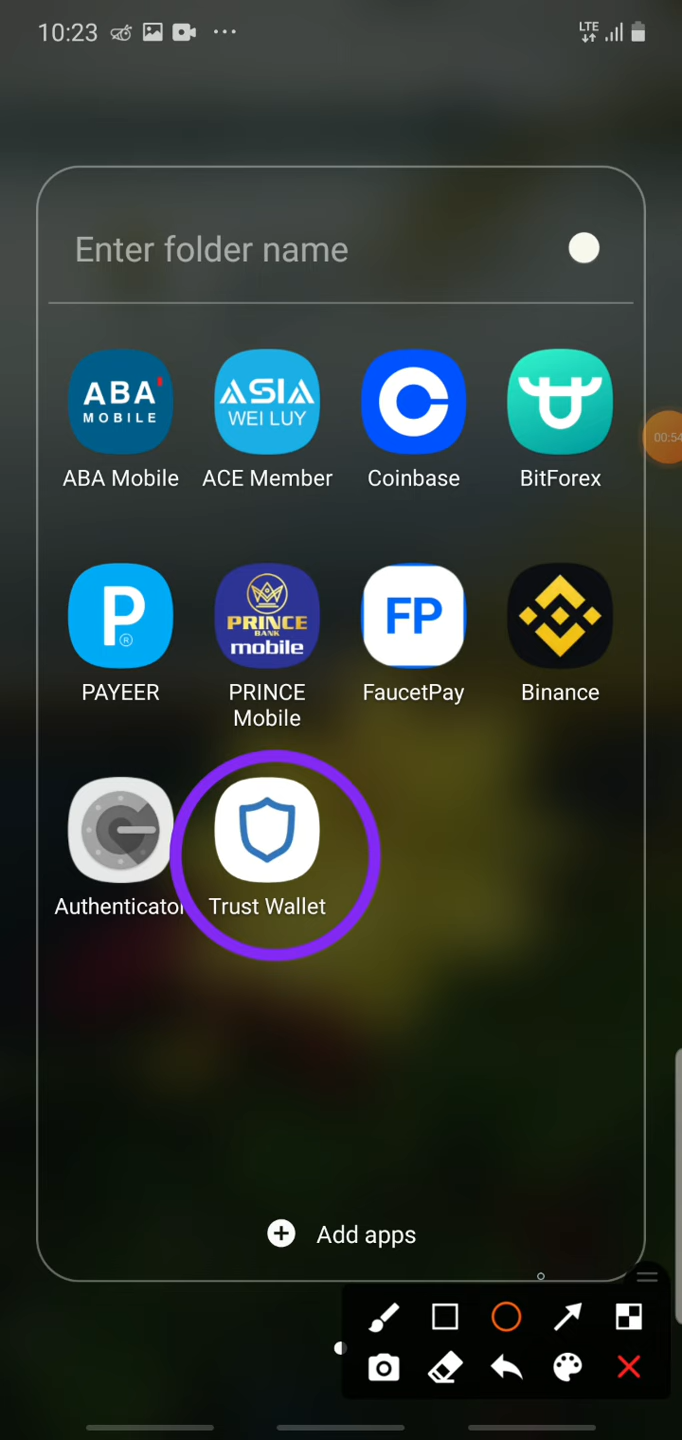 10:23
LTE
Enter folder name
ABA'
MOBILE
ASIA
WEI LUY
00:54
ABA Mobile
ACE Member
Coinbase
BitForex
P
®
PRINCE
BANK
mobile
FP
PAYEER
PRINCE
Mobile
FaucetPay
Binance
Authenticator
Trust Wallet
Add apps